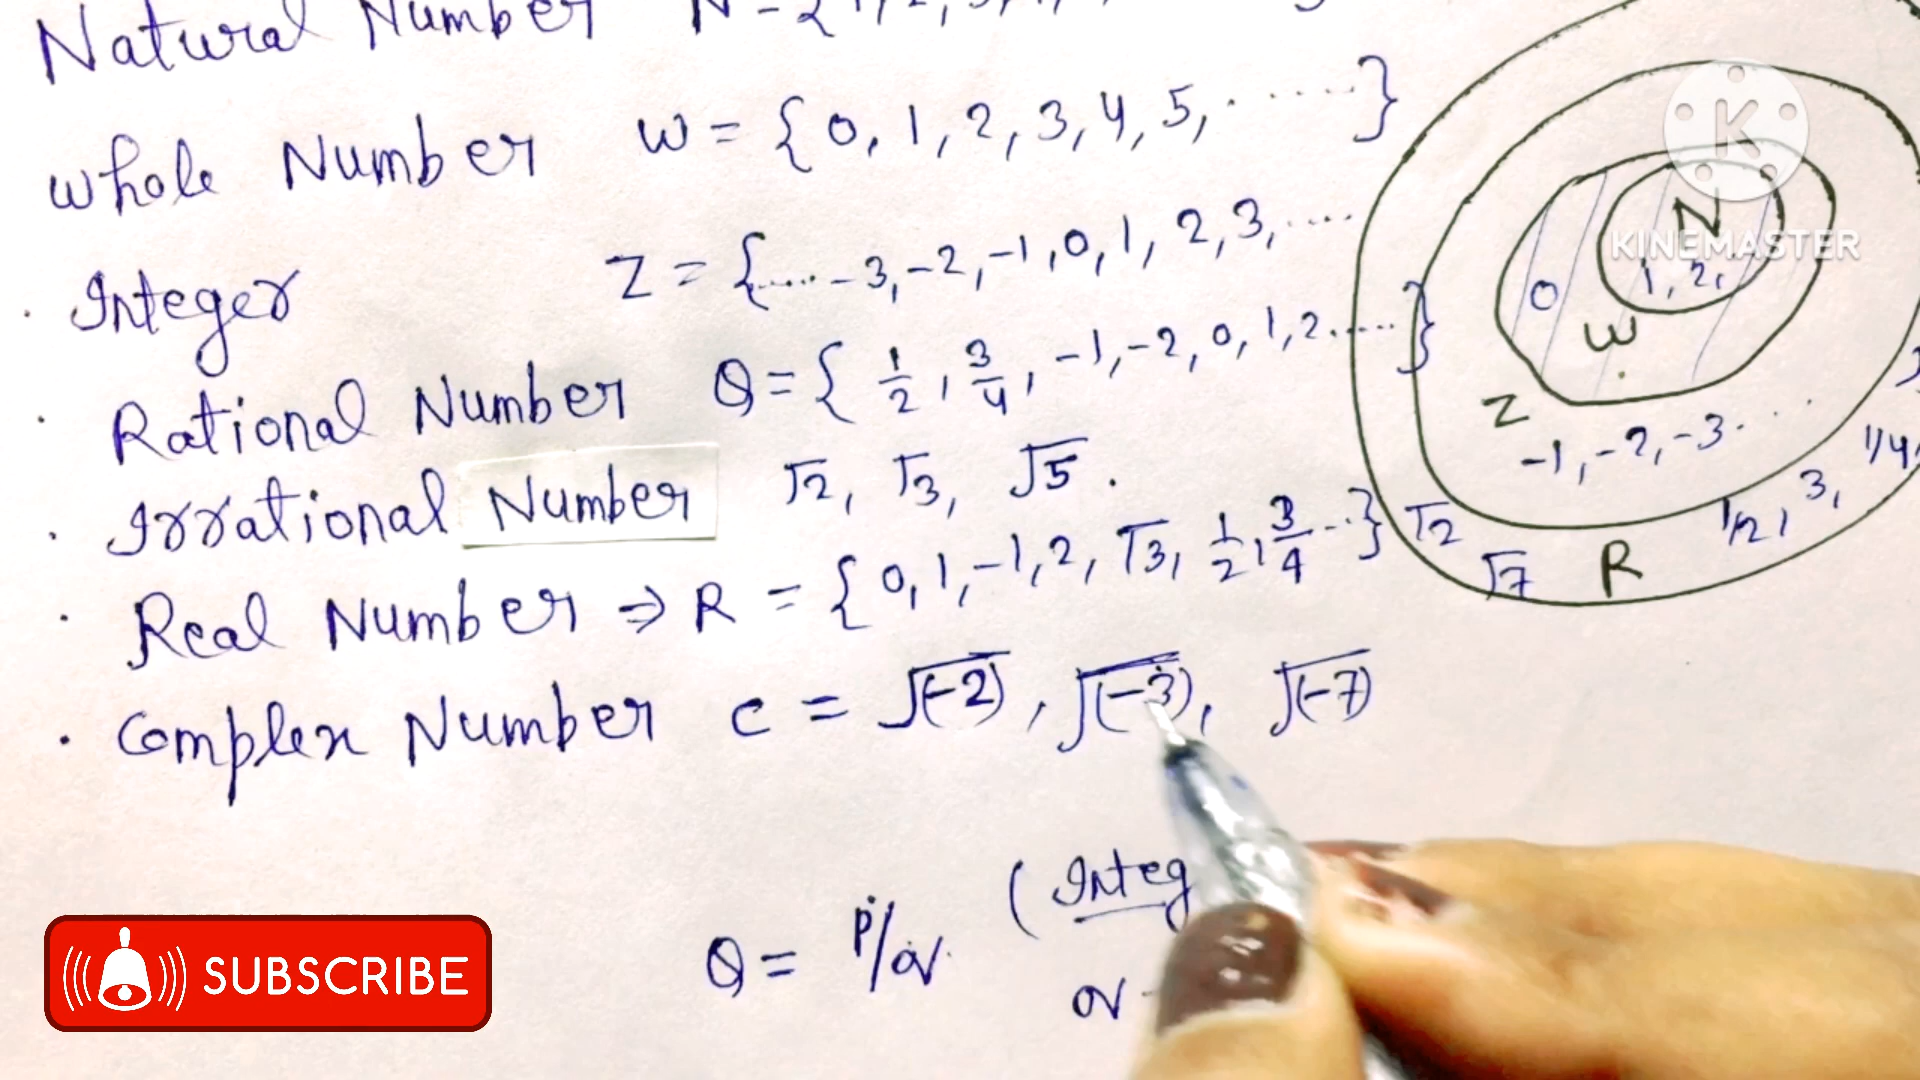 Natural Number N = {1, 2, 3,
Whole Number W = {0, 1, 2, 3, 4, 5, ......}
· Integer Z = {.... -3, -2, -1, 0, 1, 2, 3, ....
· Rational Number Q = {1/2, 3/4, -1, -2, 0, 1, 2.....}
· Irrational Number √2, √3, √5.
· Real Number ⇒ R = {0, 1, -1, 2, √3, 1/2, 3/4 ...}
· Complex Number C = √(-2), √(-3), √(-7)
Q = p/q (Integ
q
N
1, 2,
0
W
Z
-1, -2, -3....
√2
√7
R
1/2, 3,
1/4,
K
KINEMASTER
SUBSCRIBE